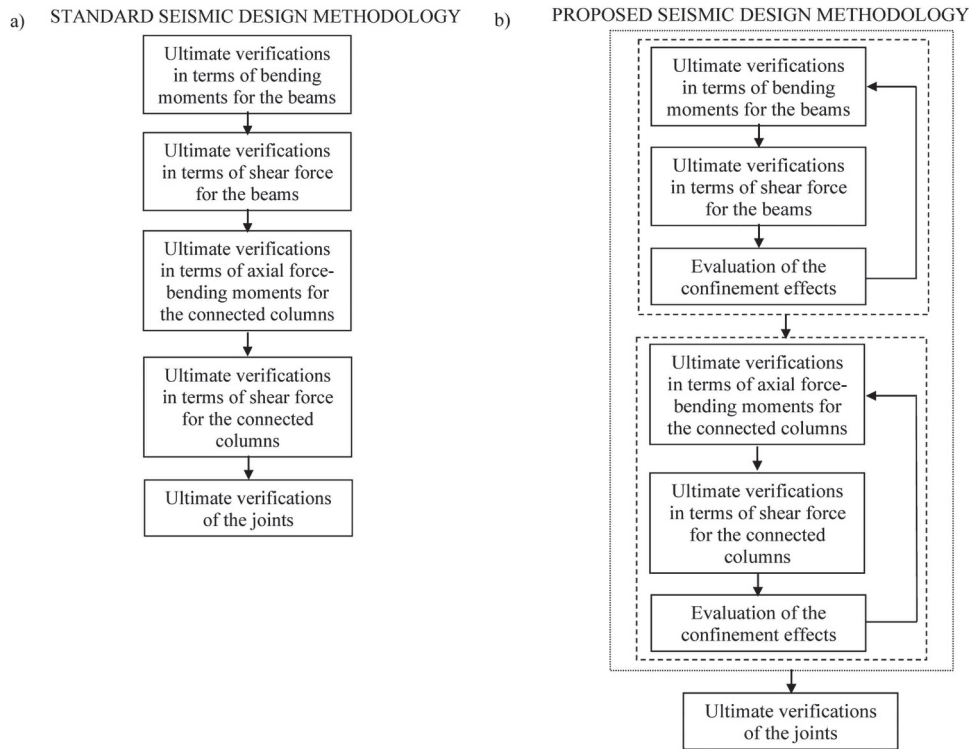 a)
STANDARD SEISMIC DESIGN METHODOLOGY
Ultimate verifications
in terms of bending
moments for the beams
Ultimate verifications
in terms of shear force
for the beams
Ultimate verifications
in terms of axial force-
bending moments for
the connected columns
Ultimate verifications
in terms of shear force
for the connected
columns
Ultimate verifications
of the joints
b)
PROPOSED SEISMIC DESIGN METHODOLOGY
Ultimate verifications
in terms of bending
moments for the beams
Ultimate verifications
in terms of shear force
for the beams
Evaluation of the
confinement effects
Ultimate verifications
in terms of axial force-
bending moments for
the connected columns
Ultimate verifications
in terms of shear force
for the connected
columns
Evaluation of the
confinement effects
Ultimate verifications
of the joints